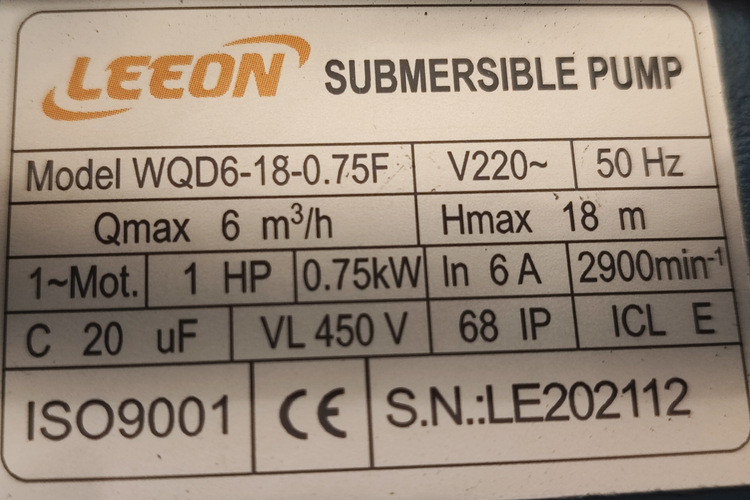 LEEON SUBMERSIBLE PUMP
Model WQD6-18-0.75F V220~ 50 Hz
Qmax 6 m³/h Hmax 18 m
1~Mot. 1 HP 0.75kW In 6 A 2900min⁻¹
C 20 uF VL 450 V 68 IP ICL E
ISO9001 CE S.N.:LE202112